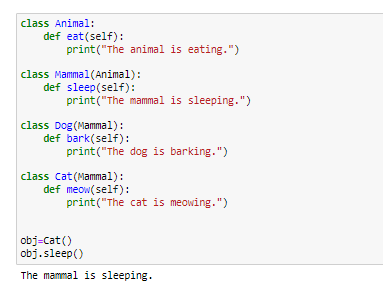 class Animal:
    def eat(self):
        print("The animal is eating.")

class Mammal(Animal):
    def sleep(self):
        print("The mammal is sleeping.")

class Dog(Mammal):
    def bark(self):
        print("The dog is barking.")

class Cat(Mammal):
    def meow(self):
        print("The cat is meowing.")


obj=Cat()
obj.sleep()
The mammal is sleeping.